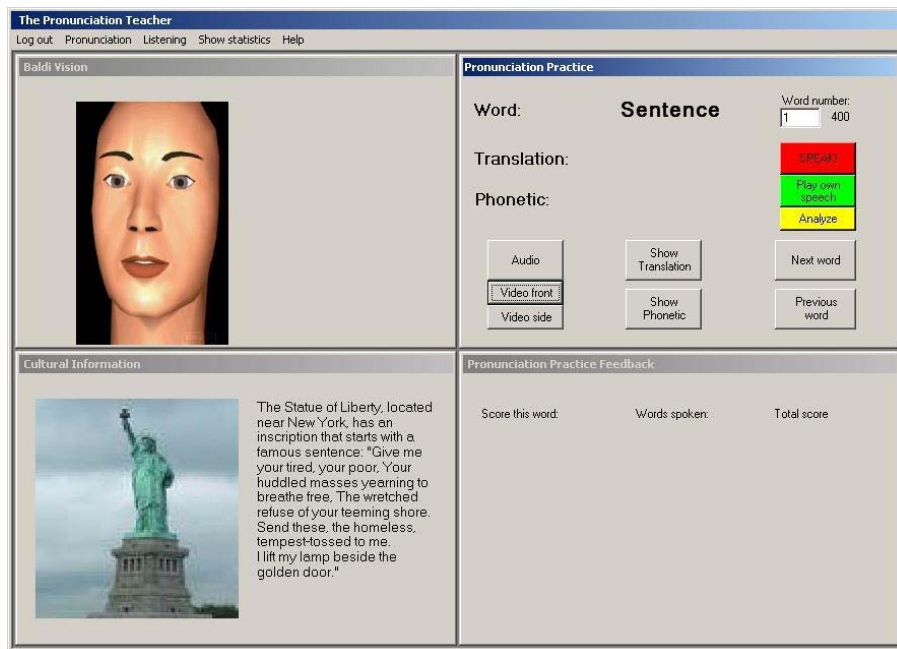 The Pronunciation Teacher
Log out Pronunciation Listening Show statistics Help
Baldi Vision
Pronunciation Practice
Word: Sentence
Word number:
1 400
Translation:
Phonetic:
SPEAK!
Play own
speech
Analyze
Audio
Video front
Video side
Show
Translation
Show
Phonetic
Next word
Previous
word
Cultural Information
The Statue of Liberty, located
near New York, has an
inscription that starts with a
famous sentence: "Give me
your tired, your poor, Your
huddled masses yearning to
breathe free, The wretched
refuse of your teeming shore.
Send these, the homeless,
tempest-tossed to me.
I lift my lamp beside the
golden door."
Pronunciation Practice Feedback
Score this word: Words spoken: Total score